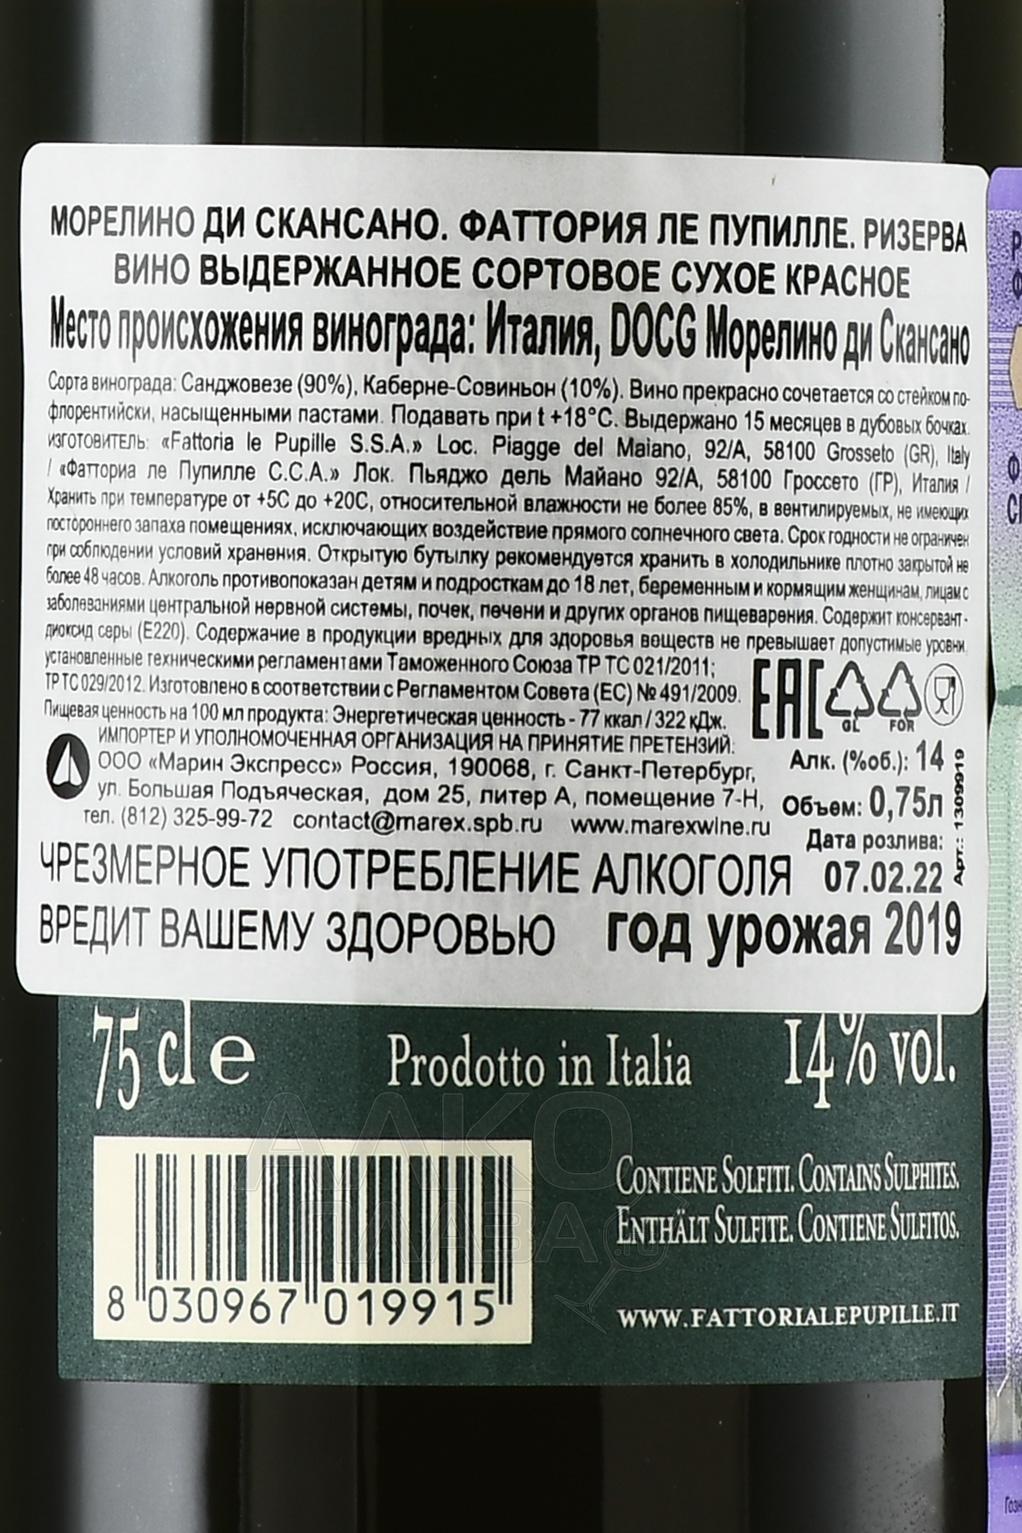 МОРЕЛИНО ДИ СКАНСАНО. ФАТТОРИЯ ЛЕ ПУПИЛЛЕ. РИЗЕРВА
ВИНО ВЫДЕРЖАННОЕ СОРТОВОЕ СУХОЕ КРАСНОЕ
Место происхожения винограда: Италия, DOCG Морелино ди Скансано
Сорта винограда: Санджовезе (90%), Каберне-Совиньон (10%). Вино прекрасно сочетается со стейком по-
флорентийски, насыщенными пастами. Подавать при t +18°С. Выдержано 15 месяцев в дубовых бочках.
ИЗГОТОВИТЕЛЬ: «Fattoria le Pupille S.S.A.» Loc. Piagge del Maiano, 92/A, 58100 Grosseto (GR), Italy
/ «Фатториа ле Пупилле С.С.А.» Лок. Пьяджо дель Майано 92/А, 58100 Гроссето (ГР), Италия /
Хранить при температуре от +5С до +20С, относительной влажности не более 85%, в вентилируемых, не имеющих
постороннего запаха помещениях, исключающих воздействие прямого солнечного света. Срок годности не ограничен
при соблюдении условий хранения. Открытую бутылку рекомендуется хранить в холодильнике плотно закрытой не
более 48 часов. Алкоголь противопоказан детям и подросткам до 18 лет, беременным и кормящим женщинам, лицам с
заболеваниями центральной нервной системы, почек, печени и других органов пищеварения. Содержит консервант -
диоксид серы (Е220). Содержание в продукции вредных для здоровья веществ не превышает допустимые уровни,
установленные техническими регламентами Таможенного Союза ТР ТС 021/2011;
ТР ТС 029/2012. Изготовлено в соответствии с Регламентом Совета (ЕС) № 491/2009.
Пищевая ценность на 100 мл продукта: Энергетическая ценность - 77 ккал / 322 кДж.
EAC GL FOR
ИМПОРТЕР И УПОЛНОМОЧЕННАЯ ОРГАНИЗАЦИЯ НА ПРИНЯТИЕ ПРЕТЕНЗИЙ:
ООО «Марин Экспресс» Россия, 190068, г. Санкт-Петербург,
ул. Большая Подъяческая, дом 25, литер А, помещение 7-Н,
тел. (812) 325-99-72 contact@marex.spb.ru www.marexwine.ru
Алк. (%об.): 14
Объем: 0,75л
Дата розлива:
07.02.22
Арт.: 1309919
ЧРЕЗМЕРНОЕ УПОТРЕБЛЕНИЕ АЛКОГОЛЯ
ВРЕДИТ ВАШЕМУ ЗДОРОВЬЮ
год урожая 2019
75 cl e Prodotto in Italia 14% vol.
CONTIENE SOLFITI. CONTAINS SULPHITES.
ENTHÄLT SULFITE. CONTIENE SULFITOS.
8 030967 019915
WWW.FATTORIALEPUPILLE.IT
АЛКО
ГЛАВА.ru